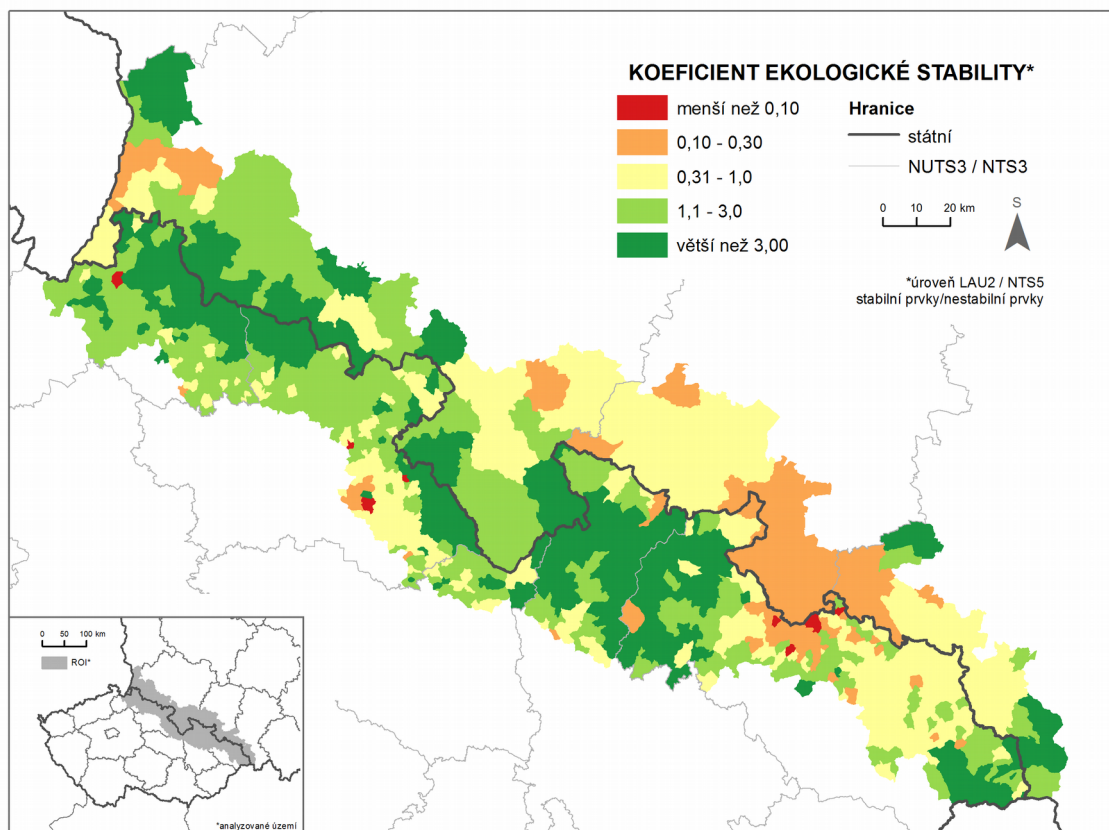 KOEFICIENT EKOLOGICKÉ STABILITY*
menší než 0,10
0,10 - 0,30
0,31 - 1,0
1,1 - 3,0
větší než 3,00
Hranice
státní
NUTS3 / NTS3
0 10 20 km
S
*úroveň LAU2 / NTS5
stabilní prvky/nestabilní prvky
0 50 100 km
ROI*
*analyzované území